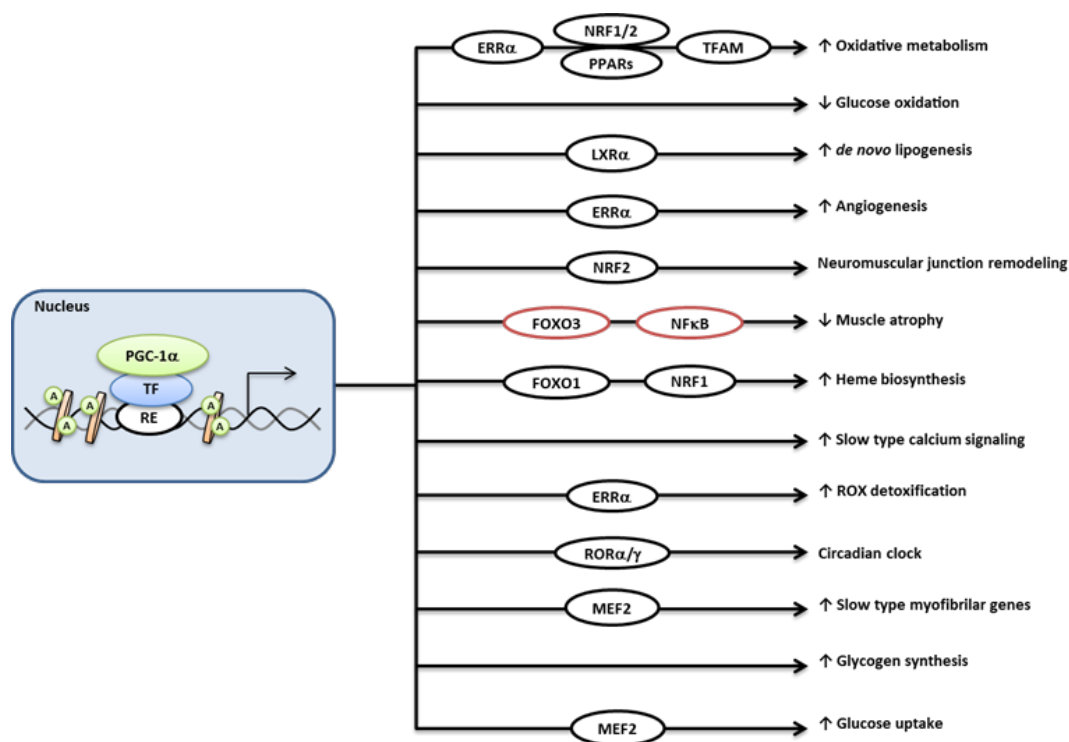 NRF1/2
ERRα
TFAM
↑ Oxidative metabolism
PPARs
↓ Glucose oxidation
LXRα
↑ de novo lipogenesis
ERRα
↑ Angiogenesis
NRF2
Neuromuscular junction remodeling
Nucleus
FOXO3
NFκB
↓ Muscle atrophy
PGC-1α
TF
RE
A
A
A
A
A
FOXO1
NRF1
↑ Heme biosynthesis
↑ Slow type calcium signaling
ERRα
↑ ROX detoxification
RORα/γ
Circadian clock
MEF2
↑ Slow type myofibrilar genes
↑ Glycogen synthesis
MEF2
↑ Glucose uptake